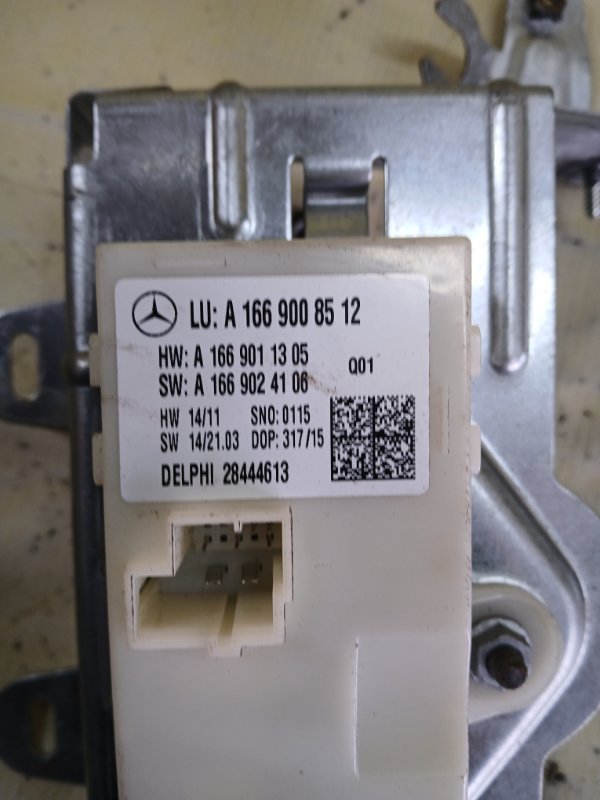 LU: A 166 900 85 12
HW: A 166 901 13 05
SW: A 166 902 41 06
Q01
HW 14/11 SNO: 0115
SW 14/21.03 DOP: 317/15
DELPHI 28444613